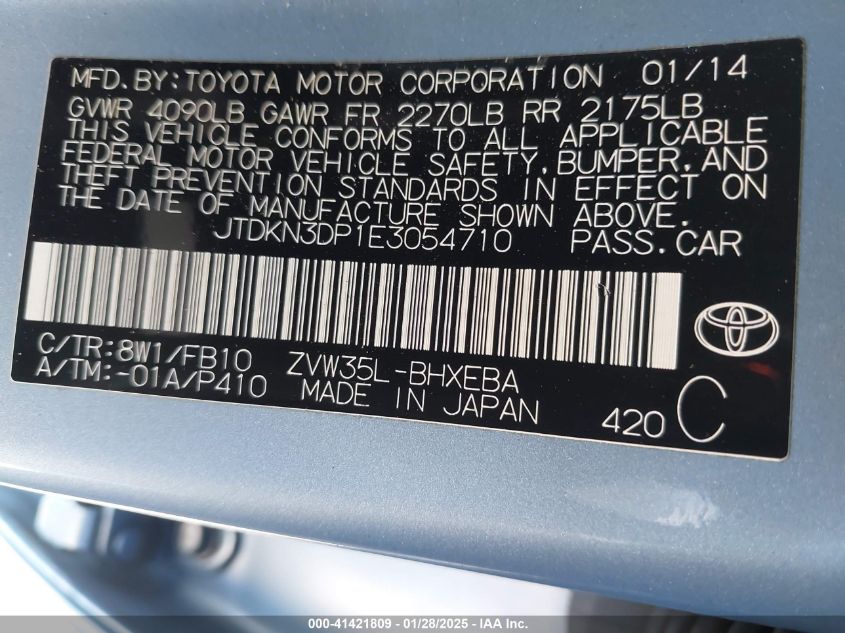 MFD.BY:TOYOTA MOTOR CORPORATION 01/14
GVWR 4090LB GAWR FR 2270LB RR 2175LB
THIS VEHICLE CONFORMS TO ALL APPLICABLE
FEDERAL MOTOR VEHICLE SAFETY,BUMPER,AND
THEFT PREVENTION STANDARDS IN EFFECT ON
THE DATE OF MANUFACTURE SHOWN ABOVE.
JTDKN3DP1E3054710 PASS.CAR
C/TR:8W1/FB10 ZVW35L-BHXEBA
A/TM:-01A/P410 MADE IN JAPAN
420 C
000-41421809 | 01/28/2025 | IAA Inc.